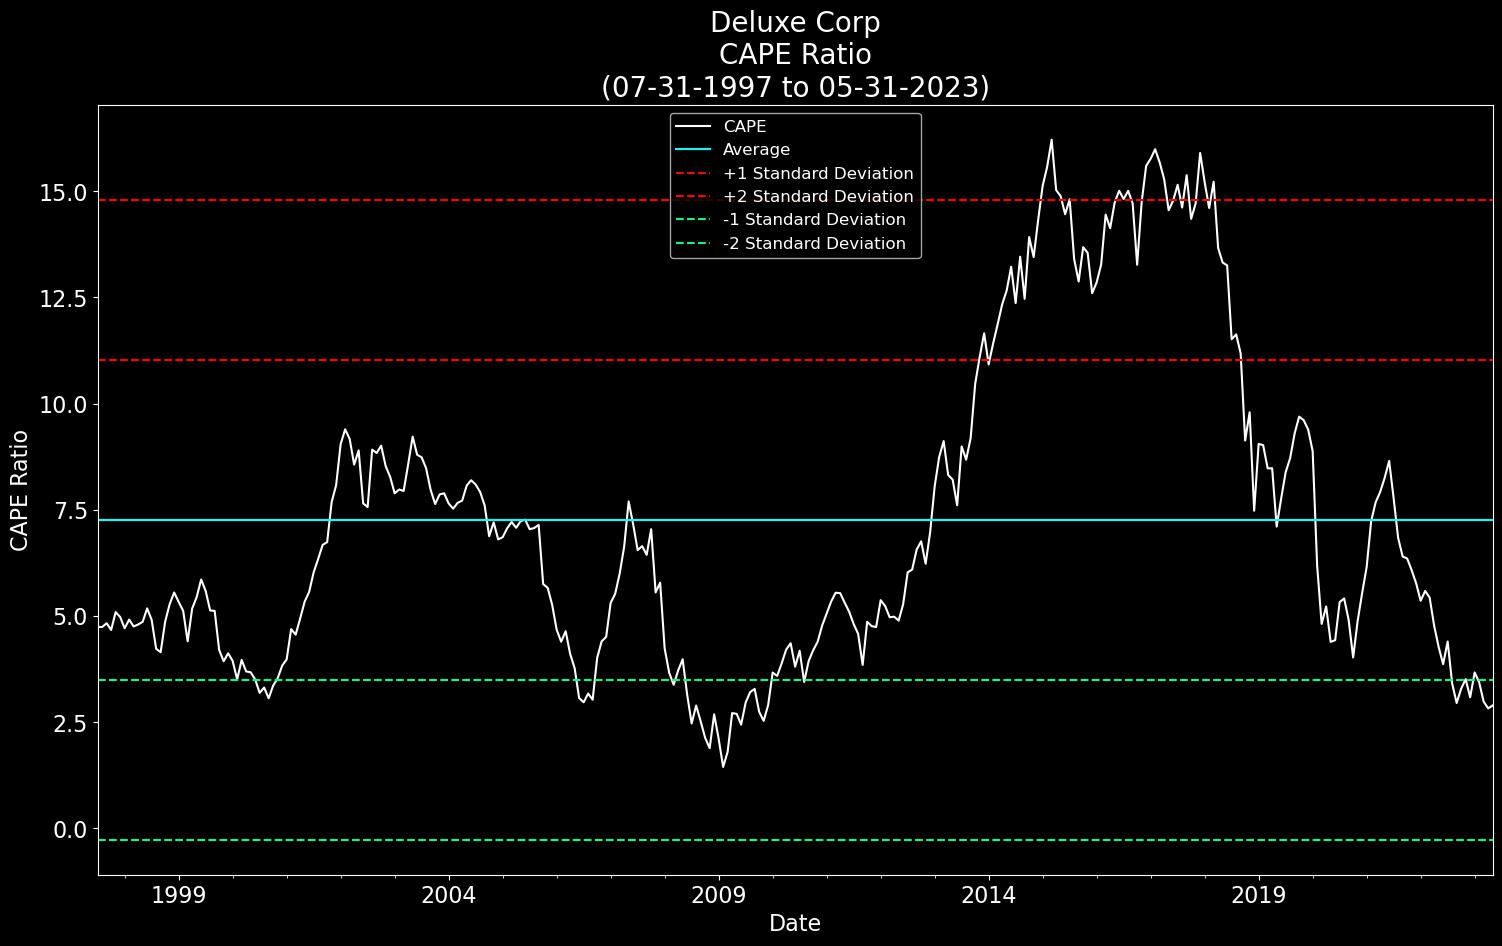 Deluxe Corp
CAPE Ratio
(07-31-1997 to 05-31-2023)
CAPE
Average
+1 Standard Deviation
+2 Standard Deviation
-1 Standard Deviation
-2 Standard Deviation
15.0
12.5
10.0
7.5
5.0
2.5
0.0
CAPE Ratio
1999 2004 2009 2014 2019
Date